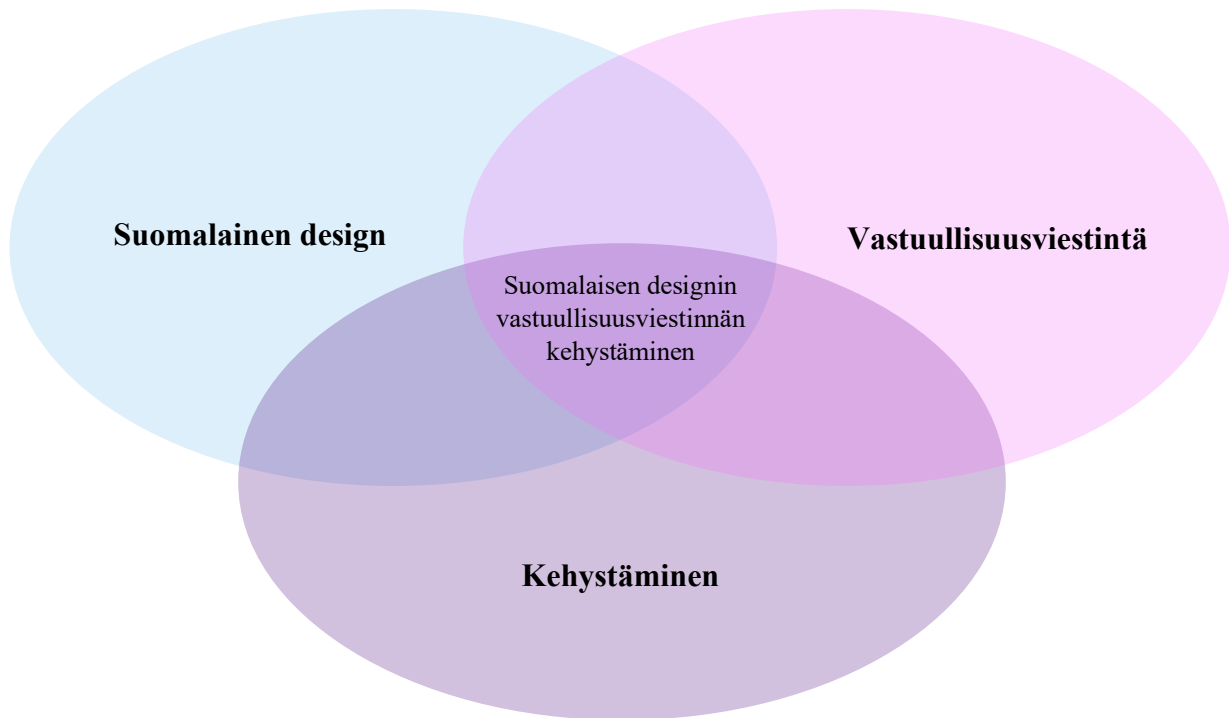 Suomalainen design
Vastuullisuusviestintä
Suomalaisen designin
vastuullisuusviestinnän
kehystäminen
Kehystäminen